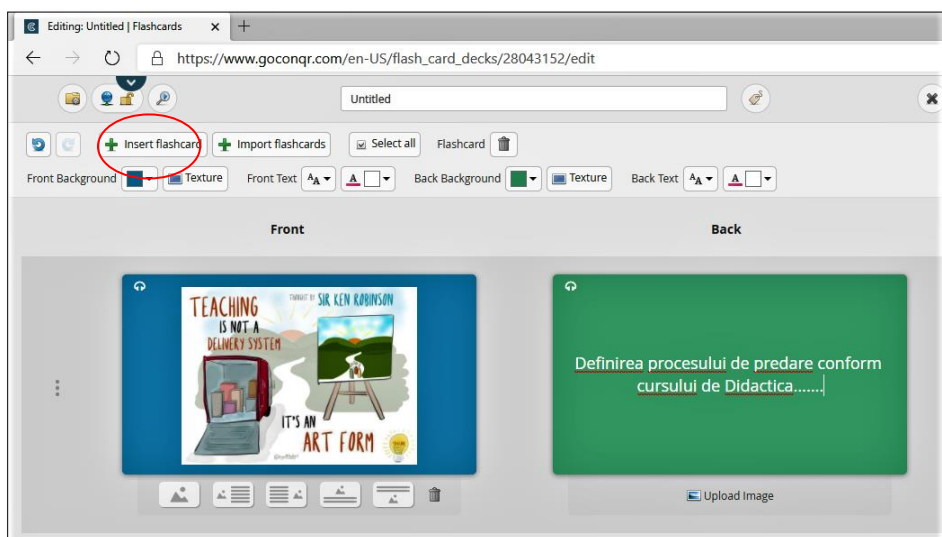 Editing: Untitled | Flashcards
https://www.goconqr.com/en-US/flash_card_decks/28043152/edit
Untitled
Insert flashcard Import flashcards Select all Flashcard
Front Background Texture Front Text AA A Back Background Texture Back Text AA A
Front Back
TEACHING
IS NOT A
DELIVERY SYSTEM
SIR KEN ROBINSON
IT'S AN
ART FORM
Definirea procesului de predare conform
cursului de Didactica.......
Upload Image